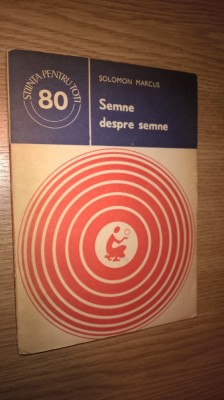 ȘTIINȚA PENTRU TOȚI
80
SOLOMON MARCUS
Semne
despre semne